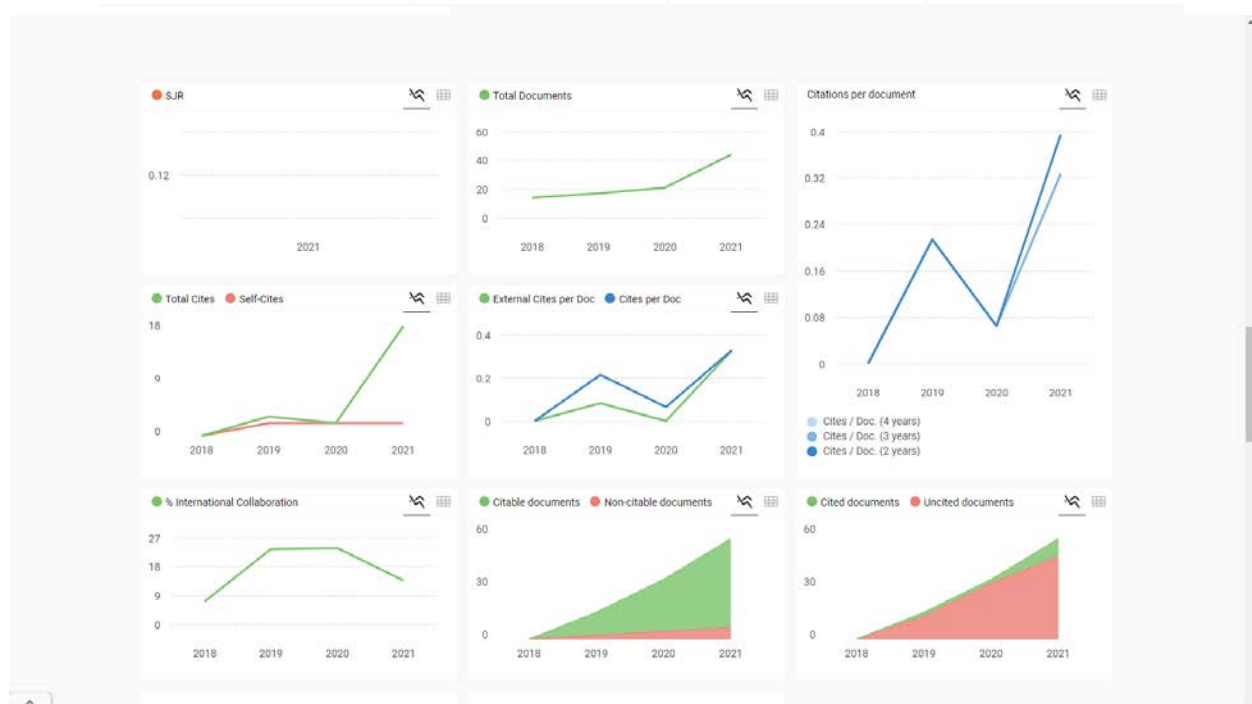 SJR
0.12
2021
Total Documents
60
40
20
0
2018 2019 2020 2021
Citations per document
0.4
0.32
0.24
0.16
0.08
0
2018 2019 2020 2021
Cites / Doc. (4 years)
Cites / Doc. (3 years)
Cites / Doc. (2 years)
Total Cites Self-Cites
18
9
0
2018 2019 2020 2021
External Cites per Doc Cites per Doc
0.4
0.2
0
2018 2019 2020 2021
% International Collaboration
27
18
9
0
2018 2019 2020 2021
Citable documents Non-citable documents
60
30
0
2018 2019 2020 2021
Cited documents Uncited documents
60
30
0
2018 2019 2020 2021